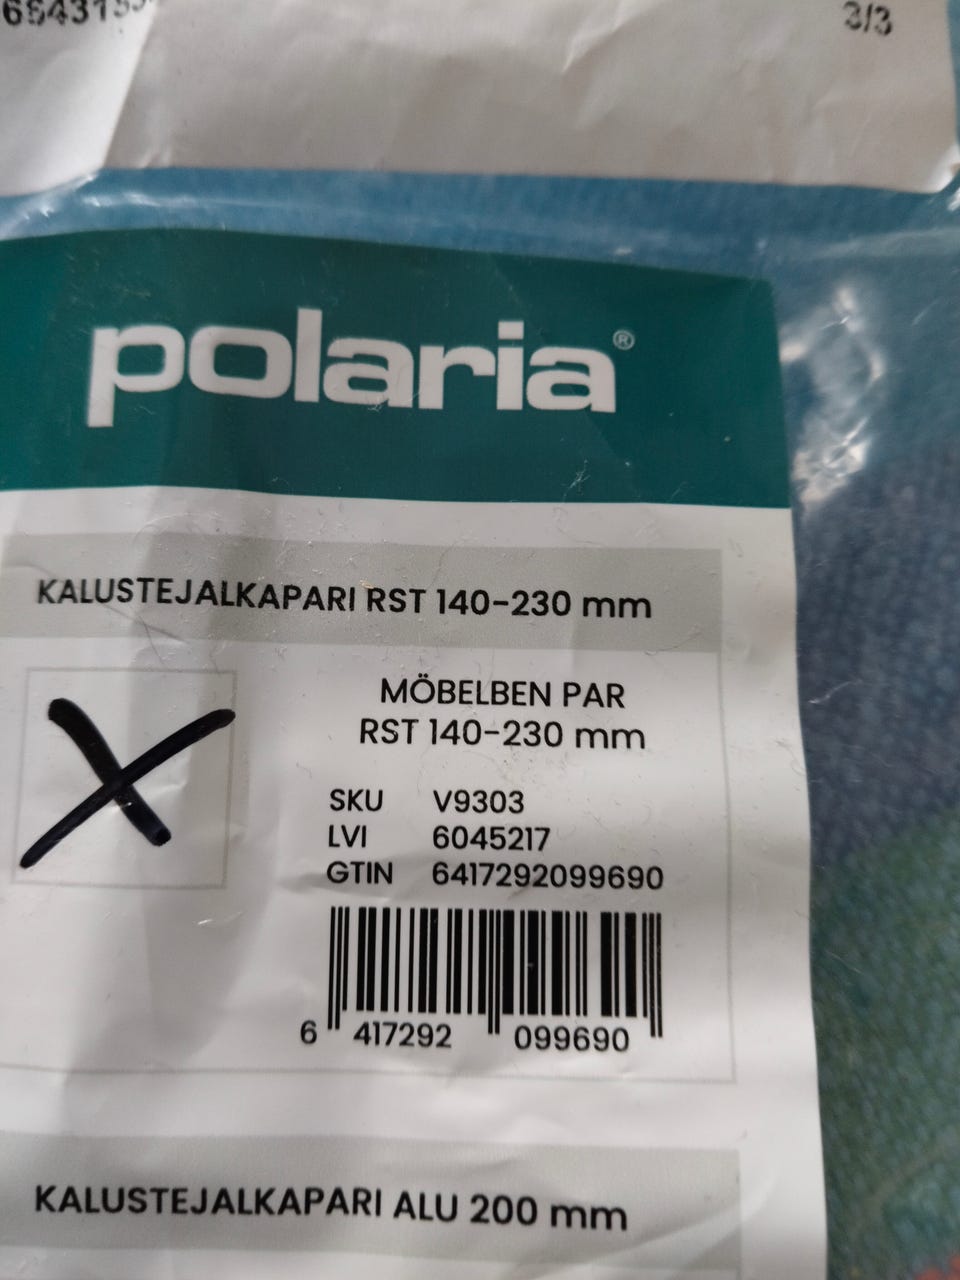 3/3
polaria®
KALUSTEJALKAPARI RST 140-230 mm
MÖBELBEN PAR
RST 140-230 mm
SKU V9303
LVI 6045217
GTIN 6417292099690
6 417292 099690
KALUSTEJALKAPARI ALU 200 mm